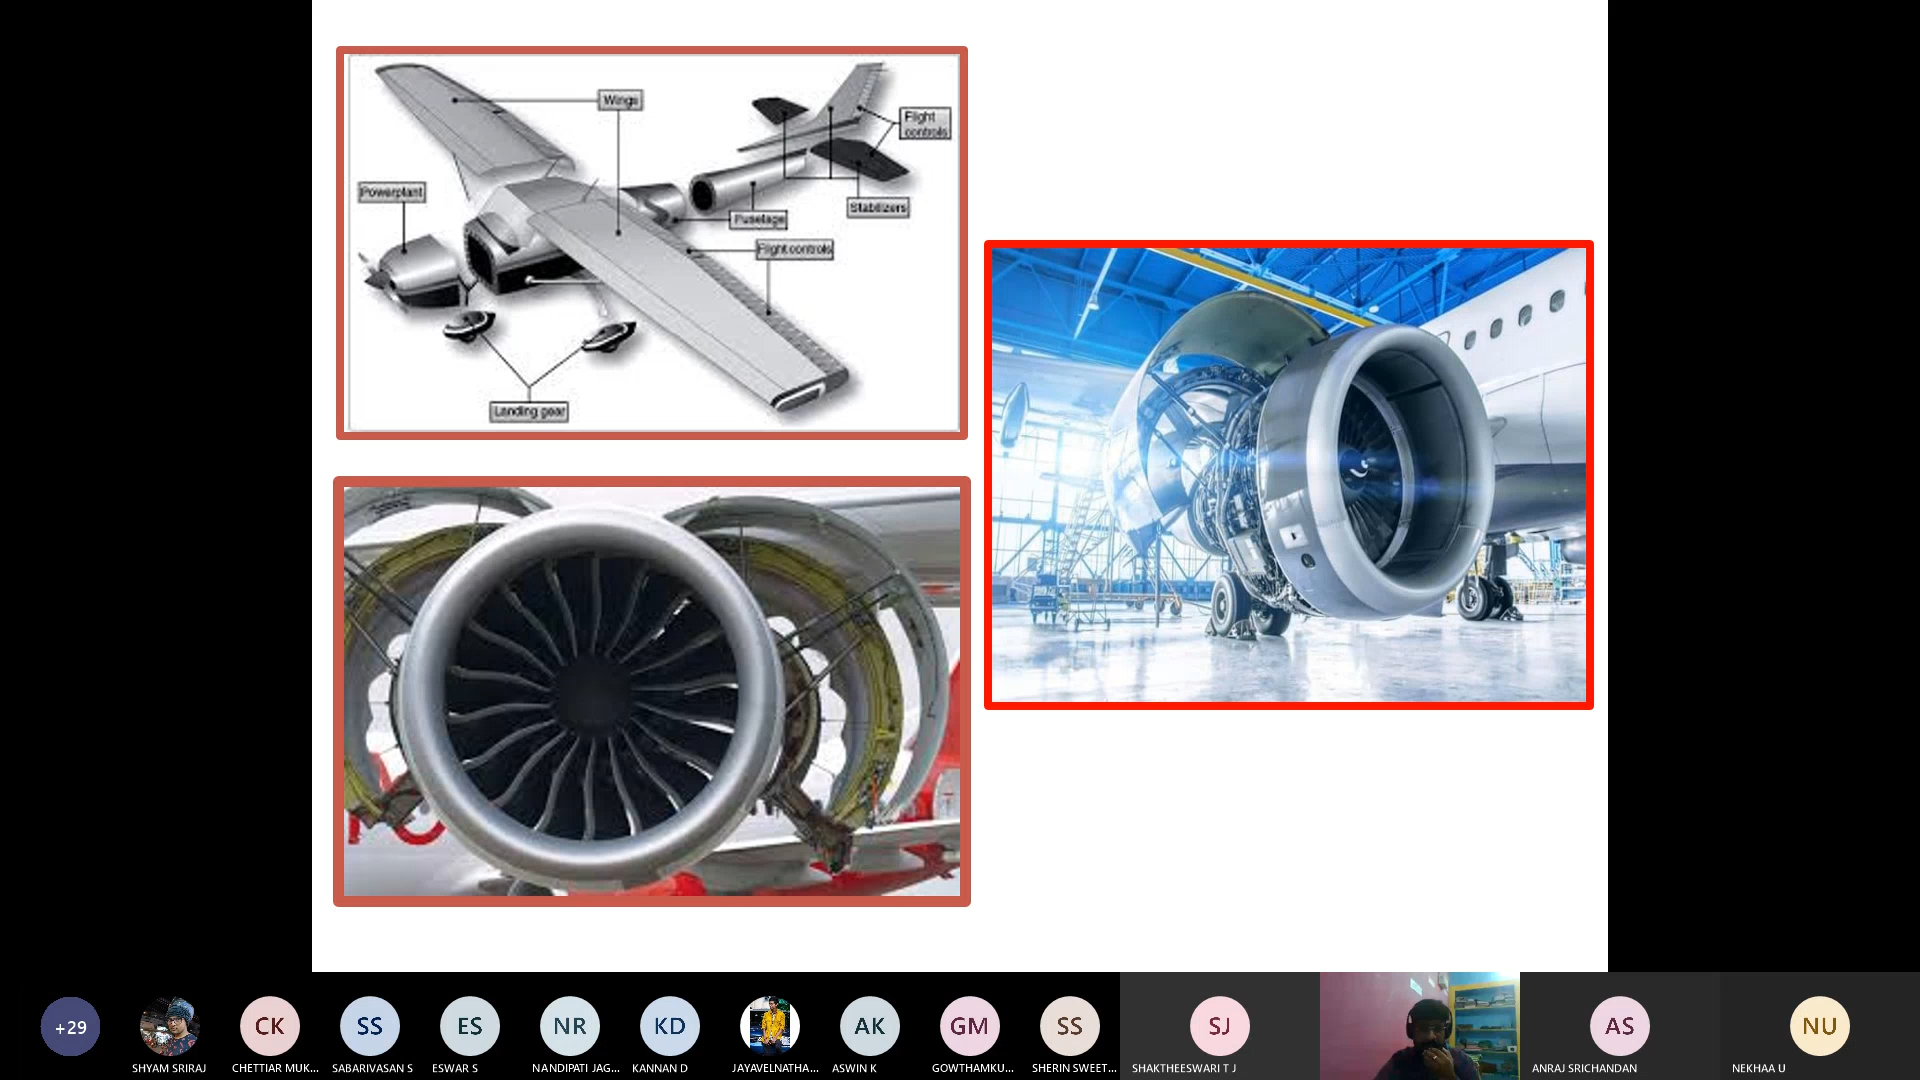 Wings
Flight
controls
Powerplant
Stabilizers
Fuselage
Flight controls
Landing gear
+29
CK
SS
ES
NR
KD
AK
GM
SS
SJ
AS
NU
SHYAM SRIRAJ
CHETTIAR MUK...
SABARIVASAN S
ESWAR S
NANDIPATI JAG...
KANNAN D
JAYAVELNATHA...
ASWIN K
GOWTHAMKU...
SHERIN SWEET...
SHAKTHEESWARI T J
ANRAJ SRICHANDAN
NEKHAA U